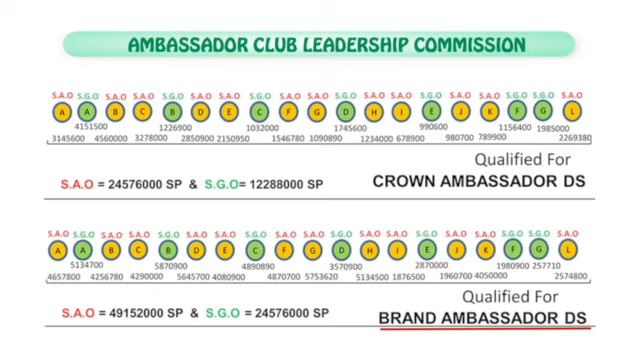 AMBASSADOR CLUB LEADERSHIP COMMISSION
S.A.O S.G.O S.A.O S.A.O S.G.O S.A.O S.A.O S.G.O S.A.O S.A.O S.G.O S.A.O S.A.O S.G.O S.A.O S.A.O S.G.O S.G.O S.A.O
A A B C B D E C F G D H I E J K F G L
4151500 1226900 1032000 1745600 990600 1156400 1985000
3145600 4560000 3278000 2850900 2150950 1546780 1090890 1234000 678900 980700 789900 2269380
Qualified For
S.A.O = 24576000 SP & S.G.O= 12288000 SP
CROWN AMBASSADOR DS
S.A.O S.G.O S.A.O S.A.O S.G.O S.A.O S.A.O S.G.O S.A.O S.A.O S.G.O S.A.O S.A.O S.G.O S.A.O S.A.O S.G.O S.G.O S.A.O
A A B C B D E C F G D H I E J K F G L
5134700 5870900 4890890 3570900 2870000 1980900 257710
4657800 4256780 4290000 5645700 4080900 4870700 5753620 5134500 1876500 1960700 4050000 2574800
Qualified For
S.A.O = 49152000 SP & S.G.O = 24576000 SP
BRAND AMBASSADOR DS